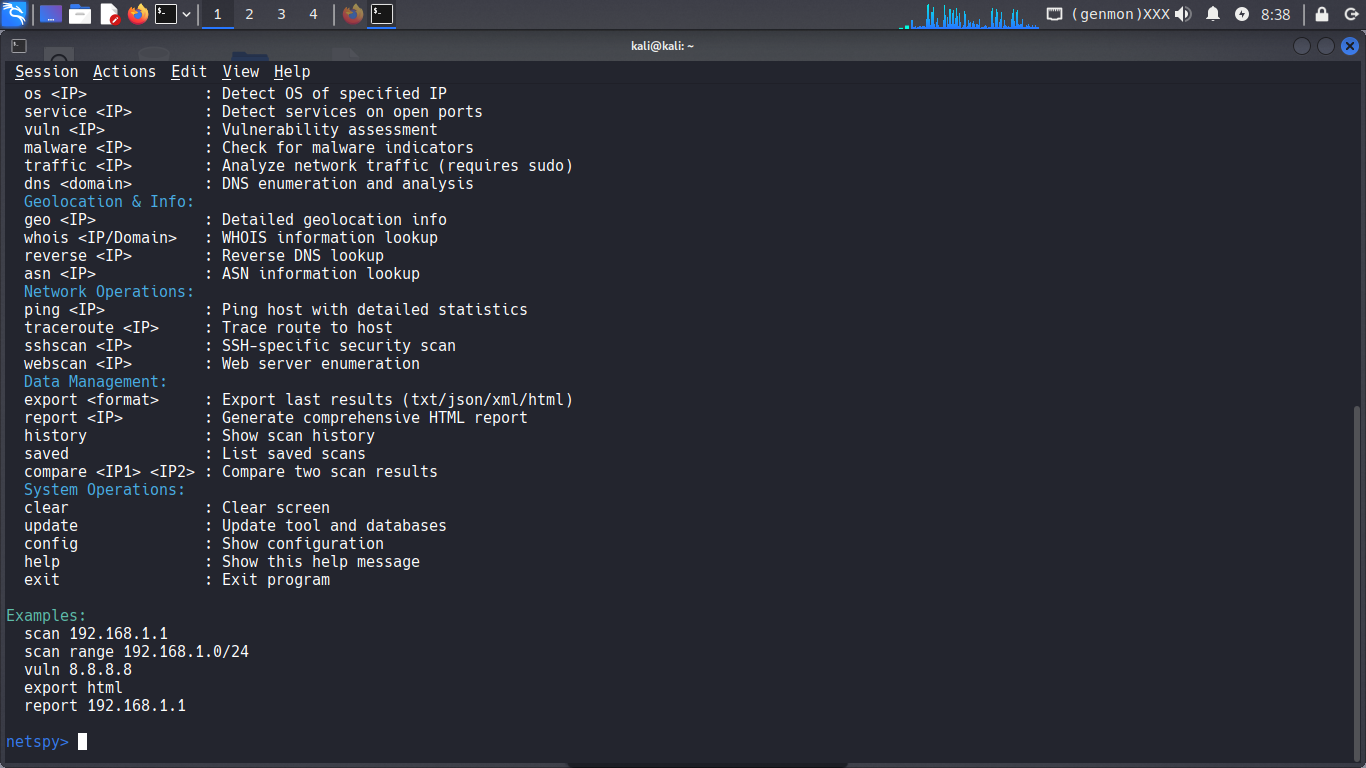 1 2 3 4 (genmon)XXX 8:38
kali@kali: ~
Session Actions Edit View Help
os <IP> : Detect OS of specified IP
service <IP> : Detect services on open ports
vuln <IP> : Vulnerability assessment
malware <IP> : Check for malware indicators
traffic <IP> : Analyze network traffic (requires sudo)
dns <domain> : DNS enumeration and analysis
Geolocation & Info:
geo <IP> : Detailed geolocation info
whois <IP/Domain> : WHOIS information lookup
reverse <IP> : Reverse DNS lookup
asn <IP> : ASN information lookup
Network Operations:
ping <IP> : Ping host with detailed statistics
traceroute <IP> : Trace route to host
sshscan <IP> : SSH-specific security scan
webscan <IP> : Web server enumeration
Data Management:
export <format> : Export last results (txt/json/xml/html)
report <IP> : Generate comprehensive HTML report
history : Show scan history
saved : List saved scans
compare <IP1> <IP2> : Compare two scan results
System Operations:
clear : Clear screen
update : Update tool and databases
config : Show configuration
help : Show this help message
exit : Exit program
Examples:
scan 192.168.1.1
scan range 192.168.1.0/24
vuln 8.8.8.8
export html
report 192.168.1.1
netspy>